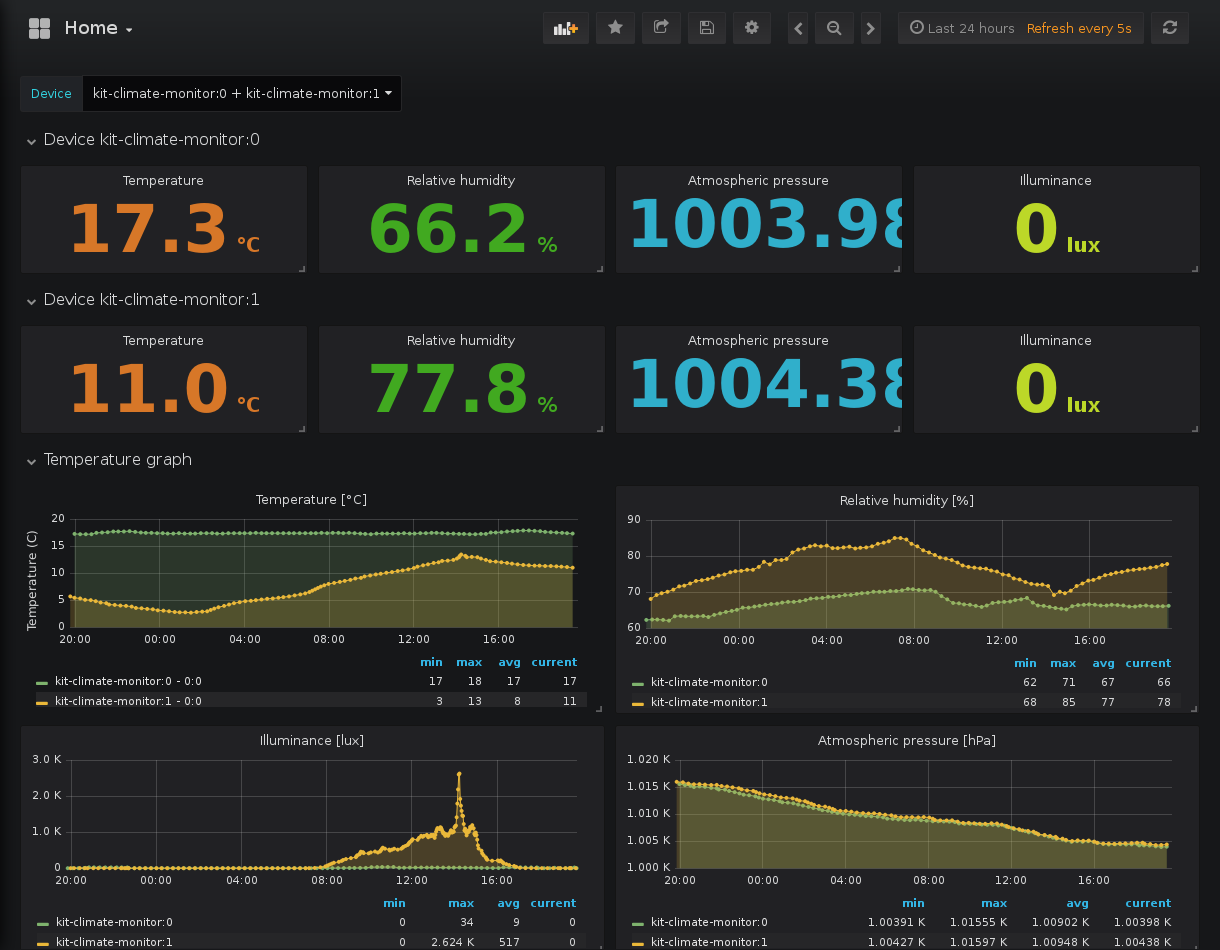 Home
Last 24 hours Refresh every 5s
Device kit-climate-monitor:0 + kit-climate-monitor:1
Device kit-climate-monitor:0
Temperature Relative humidity Atmospheric pressure Illuminance
17.3 °C 66.2 % 1003.98 0 lux
Device kit-climate-monitor:1
Temperature Relative humidity Atmospheric pressure Illuminance
11.0 °C 77.8 % 1004.38 0 lux
Temperature graph
Temperature [°C]
Temperature (C)
20
15
10
5
0
20:00 00:00 04:00 08:00 12:00 16:00
min max avg current
kit-climate-monitor:0 - 0:0 17 18 17 17
kit-climate-monitor:1 - 0:0 3 13 8 11
Relative humidity [%]
90
80
70
60
20:00 00:00 04:00 08:00 12:00 16:00
min max avg current
kit-climate-monitor:0 62 71 67 66
kit-climate-monitor:1 68 85 77 78
Illuminance [lux]
3.0 K
2.0 K
1.0 K
0
20:00 00:00 04:00 08:00 12:00 16:00
min max avg current
kit-climate-monitor:0 0 34 9 0
kit-climate-monitor:1 0 2.624 K 517 0
Atmospheric pressure [hPa]
1.020 K
1.015 K
1.010 K
1.005 K
1.000 K
20:00 00:00 04:00 08:00 12:00 16:00
min max avg current
kit-climate-monitor:0 1.00391 K 1.01555 K 1.00902 K 1.00398 K
kit-climate-monitor:1 1.00427 K 1.01597 K 1.00948 K 1.00438 K